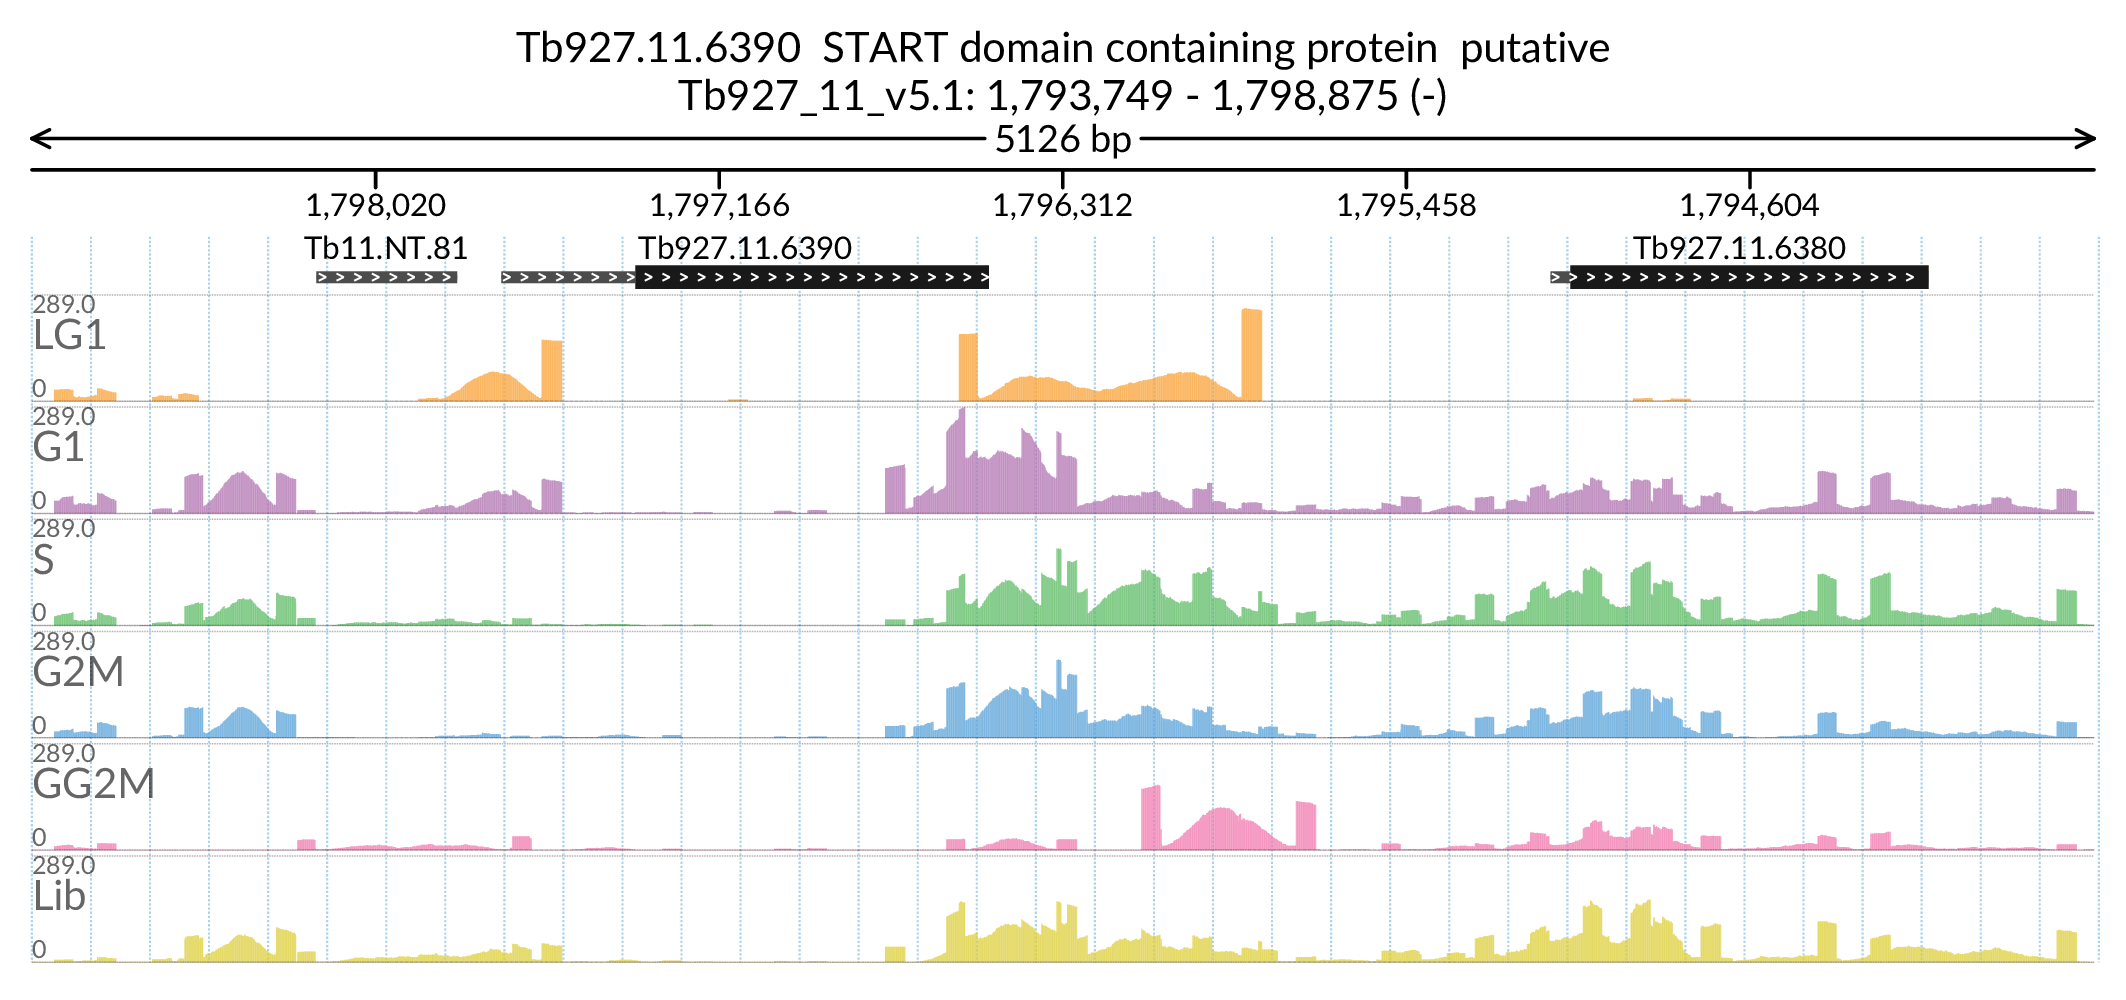 Tb927.11.6390  START domain containing protein  putative
Tb927_11_v5.1: 1,793,749 - 1,798,875 (-)
5126 bp
1,798,020 1,797,166 1,796,312 1,795,458 1,794,604
Tb11.NT.81 Tb927.11.6390 Tb927.11.6380
289.0
LG1
0
289.0
G1
0
289.0
S
0
289.0
G2M
0
289.0
GG2M
0
289.0
Lib
0